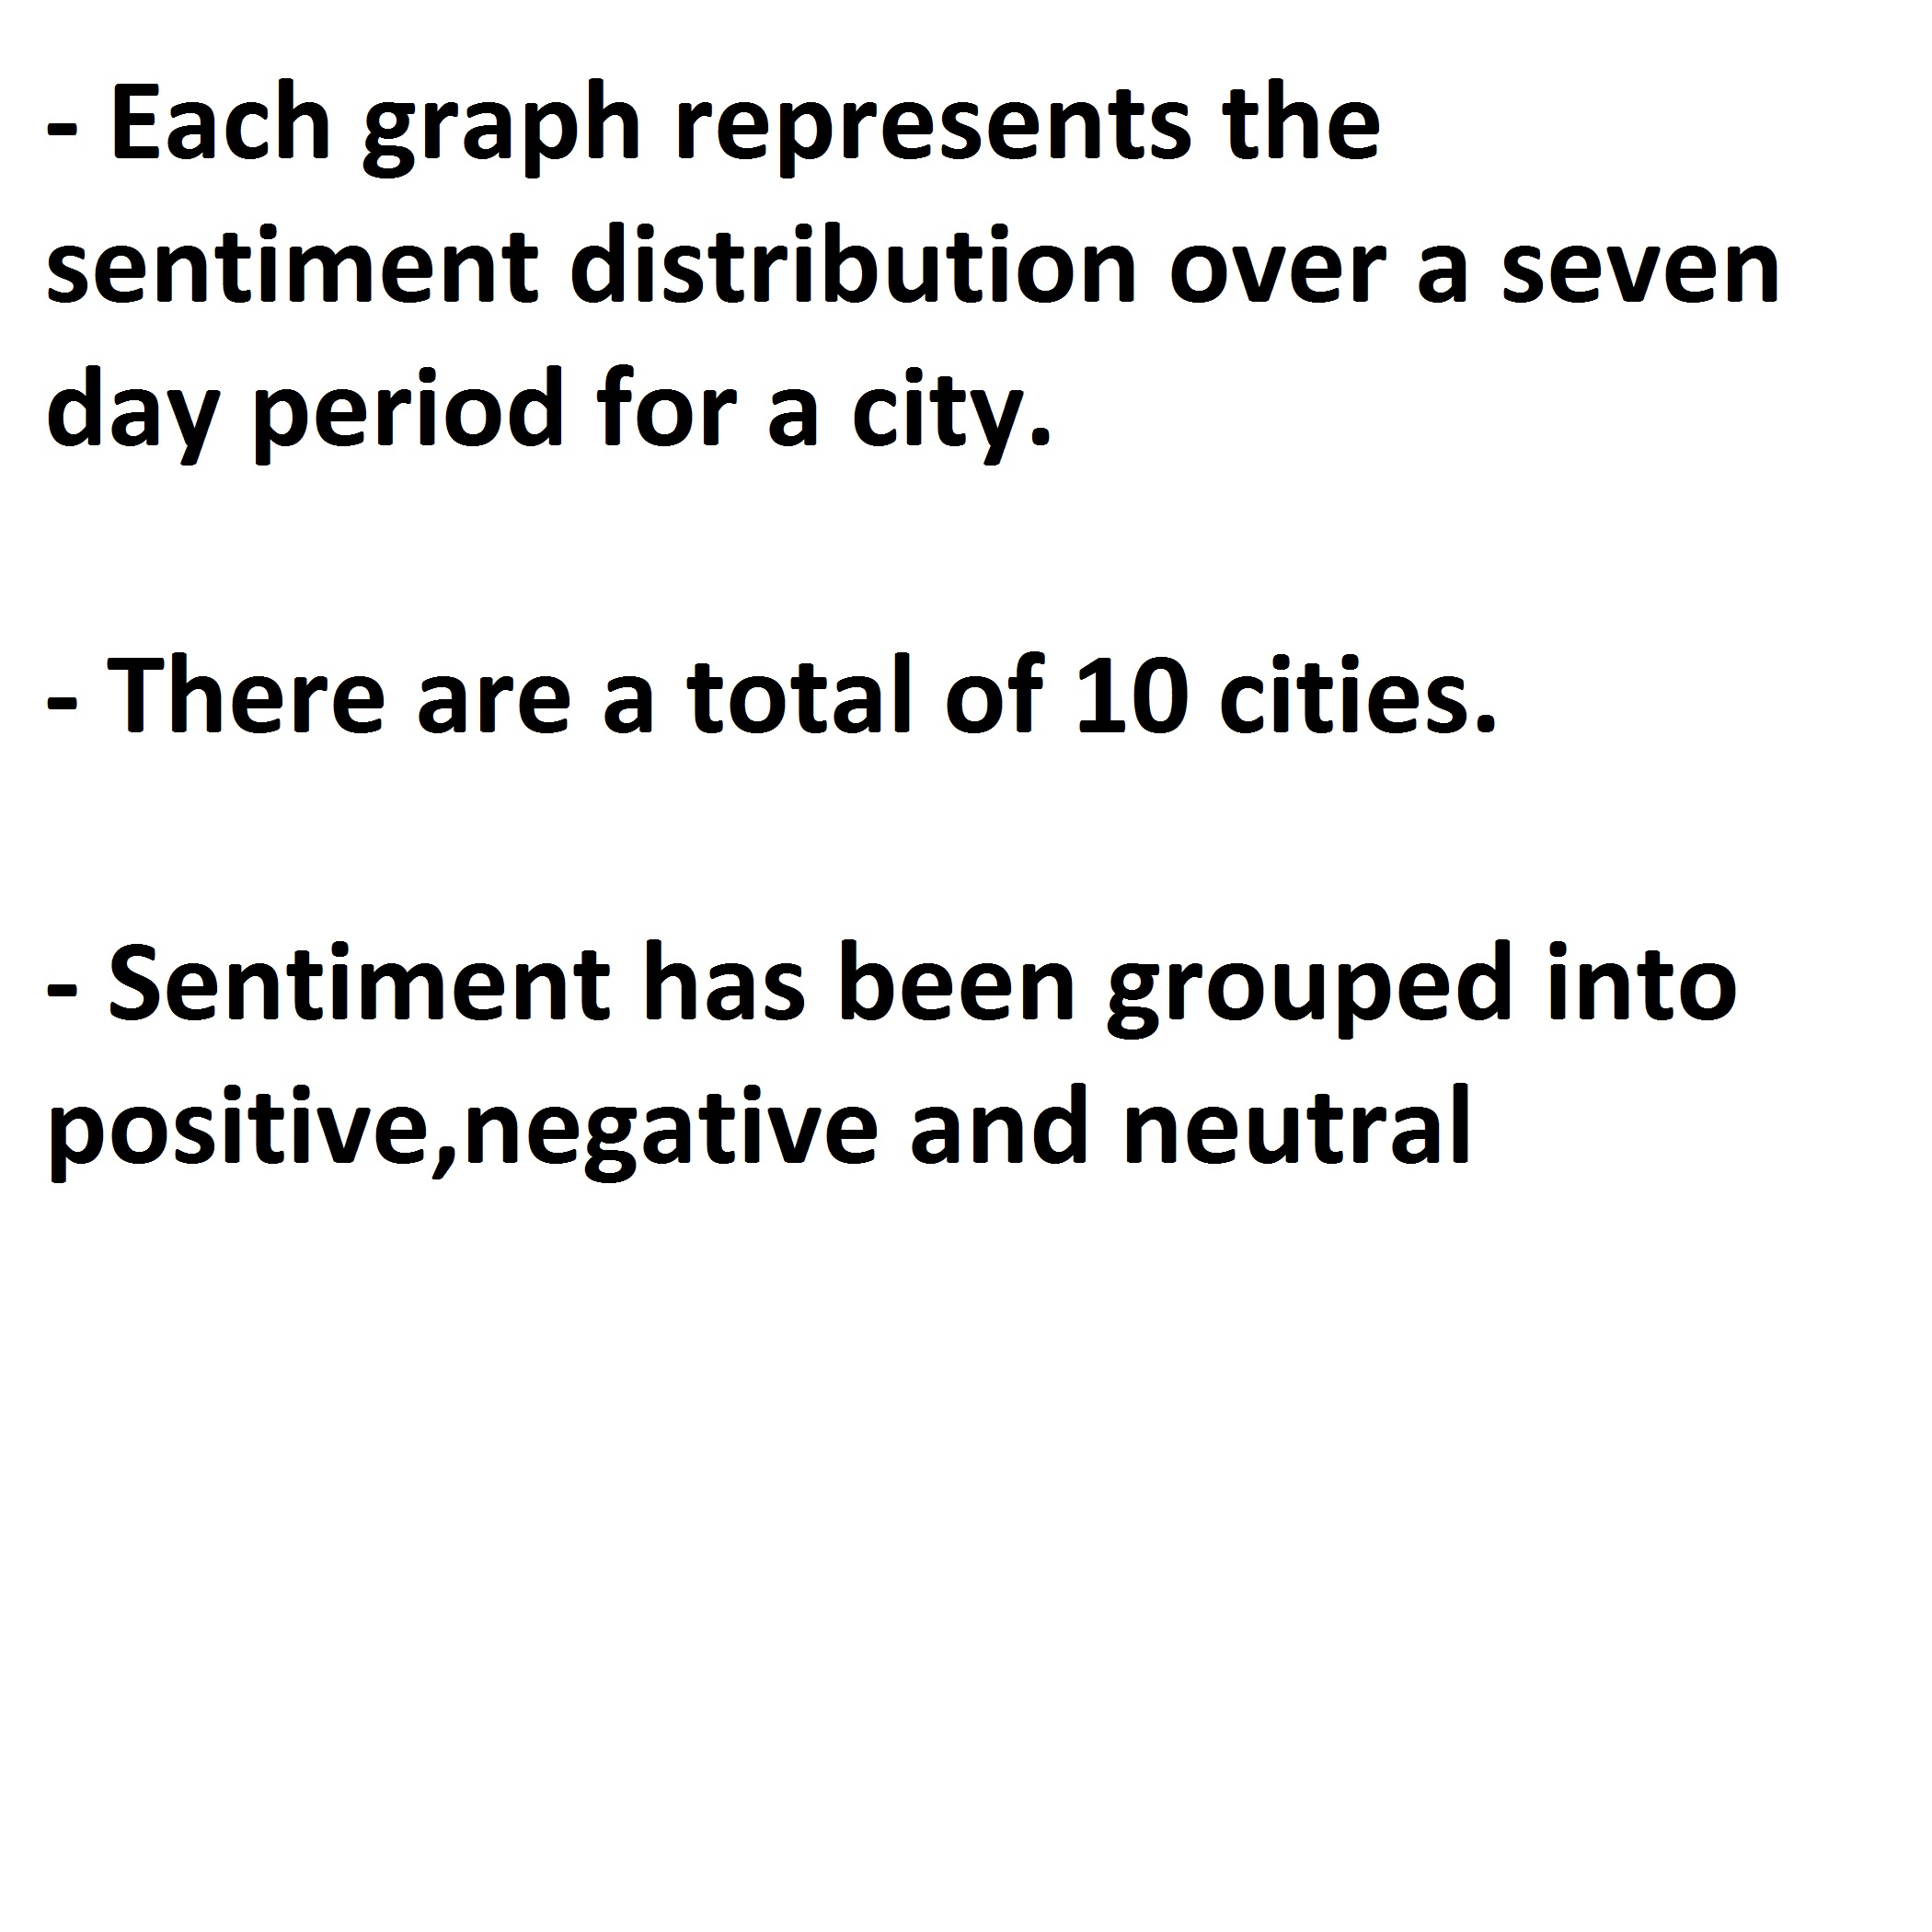 - Each graph represents the
sentiment distribution over a seven
day period for a city.
- There are a total of 10 cities.
- Sentiment has been grouped into
positive,negative and neutral